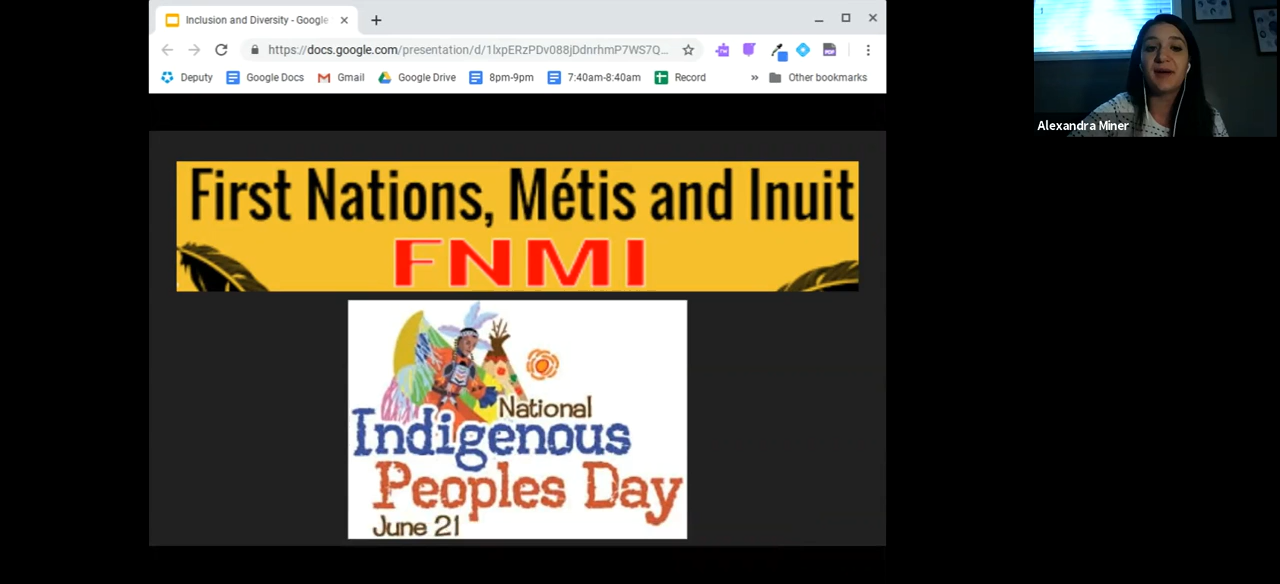 Inclusion and Diversity - Google
https://docs.google.com/presentation/d/1lxpERzPDv088jDdnrhmP7WS7Q...
Deputy Google Docs Gmail Google Drive 8pm-9pm 7:40am-8:40am Record » Other bookmarks
Alexandra Miner
First Nations, Métis and Inuit
FNMI
National
Indigenous
Peoples Day
June 21